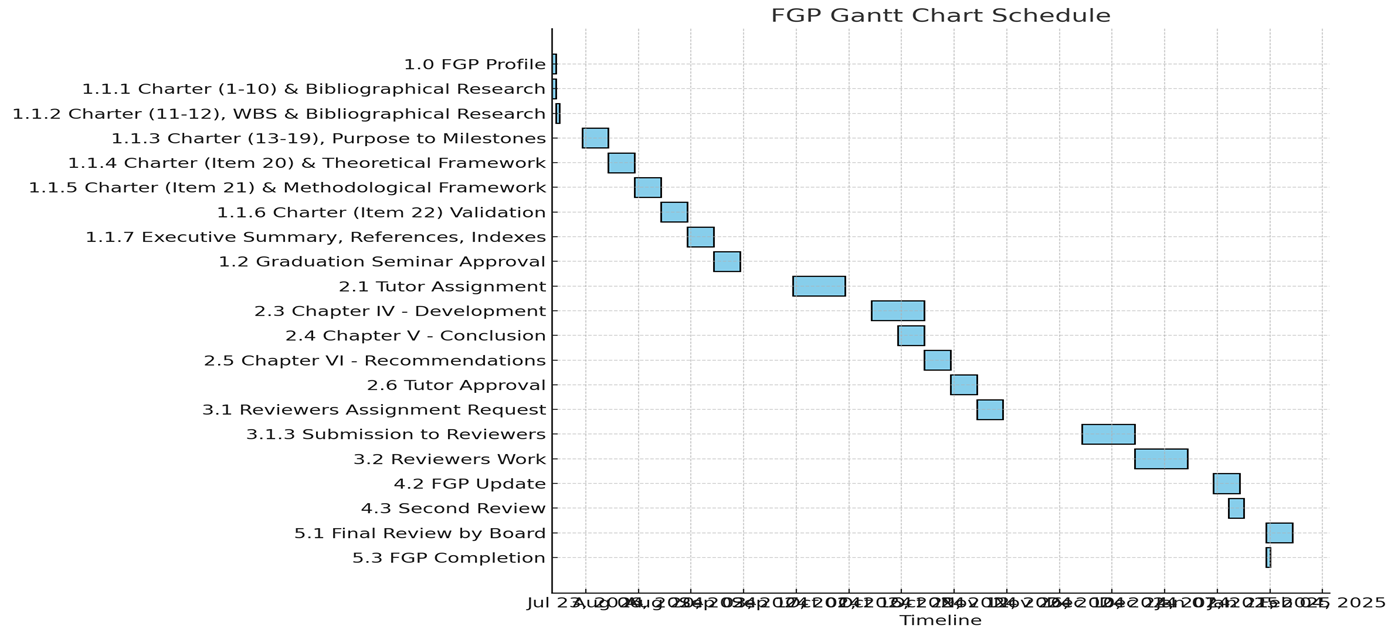 FGP Gantt Chart Schedule
1.0 FGP Profile
1.1.1 Charter (1-10) & Bibliographical Research
1.1.2 Charter (11-12), WBS & Bibliographical Research
1.1.3 Charter (13-19), Purpose to Milestones
1.1.4 Charter (Item 20) & Theoretical Framework
1.1.5 Charter (Item 21) & Methodological Framework
1.1.6 Charter (Item 22) Validation
1.1.7 Executive Summary, References, Indexes
1.2 Graduation Seminar Approval
2.1 Tutor Assignment
2.3 Chapter IV - Development
2.4 Chapter V - Conclusion
2.5 Chapter VI - Recommendations
2.6 Tutor Approval
3.1 Reviewers Assignment Request
3.1.3 Submission to Reviewers
3.2 Reviewers Work
4.2 FGP Update
4.3 Second Review
5.1 Final Review by Board
5.3 FGP Completion
Timeline